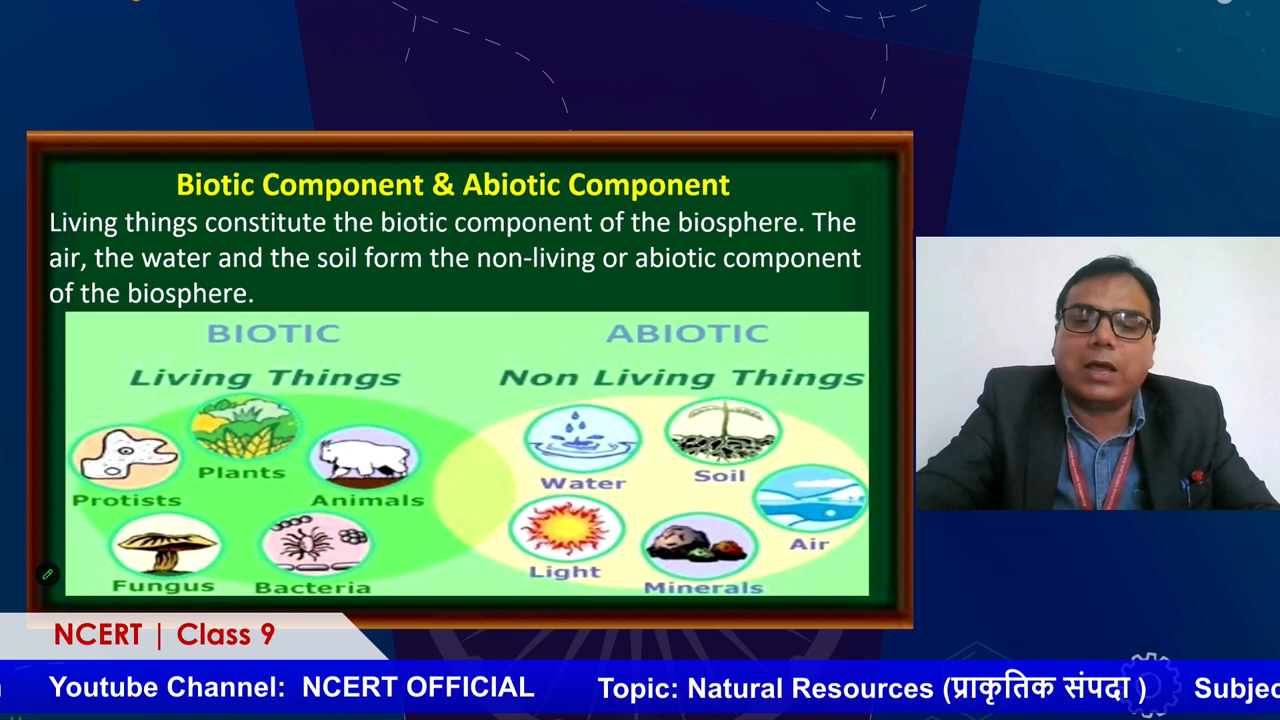 Biotic Component & Abiotic Component
Living things constitute the biotic component of the biosphere. The
air, the water and the soil form the non-living or abiotic component
of the biosphere.
BIOTIC
Living Things
Protists
Plants
Animals
Fungus
Bacteria
ABIOTIC
Non Living Things
Water
Soil
Air
Light
Minerals
NCERT | Class 9
Youtube Channel: NCERT OFFICIAL Topic: Natural Resources (प्राकृतिक संपदा )